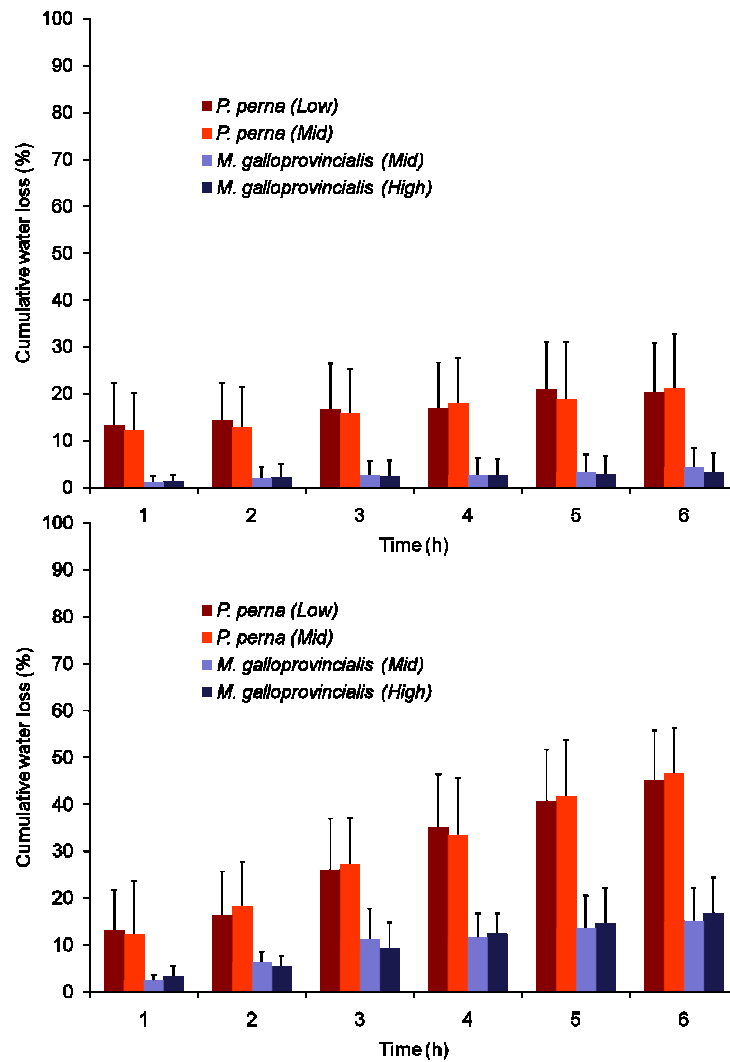 100
90
80
70
60
50
40
30
20
10
0
Cumulative water loss (%)
P. perna (Low)
P. perna (Mid)
M. galloprovincialis (Mid)
M. galloprovincialis (High)
1 2 3 4 5 6
Time (h)
100
90
80
70
60
50
40
30
20
10
0
Cumulative water loss (%)
P. perna (Low)
P. perna (Mid)
M. galloprovincialis (Mid)
M. galloprovincialis (High)
1 2 3 4 5 6
Time (h)